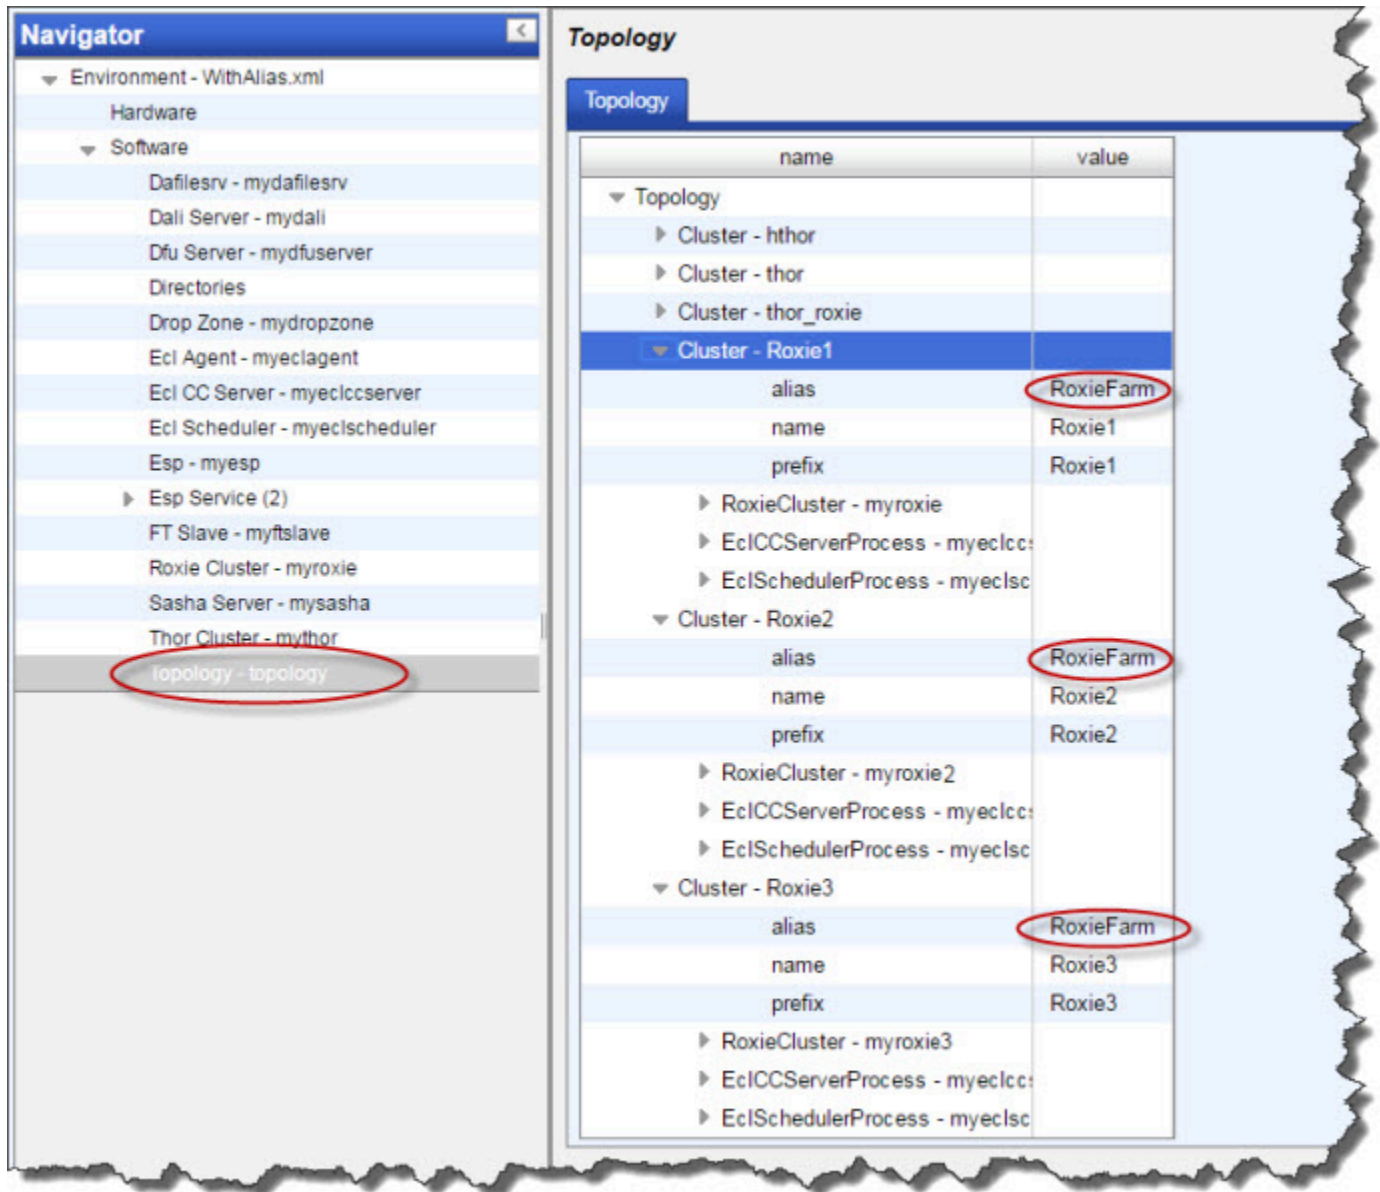 Navigator
Environment - WithAlias.xml
Hardware
Software
Dafilesrv - mydafilesrv
Dali Server - mydali
Dfu Server - mydfuserver
Directories
Drop Zone - mydropzone
Ecl Agent - myeclagent
Ecl CC Server - myeclccserver
Ecl Scheduler - myeclscheduler
Esp - myesp
Esp Service (2)
FT Slave - myftslave
Roxie Cluster - myroxie
Sasha Server - mysasha
Thor Cluster - mythor
Topology - topology
Topology
Topology
name value
Topology
Cluster - hthor
Cluster - thor
Cluster - thor_roxie
Cluster - Roxie1
alias RoxieFarm
name Roxie1
prefix Roxie1
RoxieCluster - myroxie
EclCCServerProcess - myeclccs
EclSchedulerProcess - myeclsc
Cluster - Roxie2
alias RoxieFarm
name Roxie2
prefix Roxie2
RoxieCluster - myroxie2
EclCCServerProcess - myeclccs
EclSchedulerProcess - myeclsc
Cluster - Roxie3
alias RoxieFarm
name Roxie3
prefix Roxie3
RoxieCluster - myroxie3
EclCCServerProcess - myeclccs
EclSchedulerProcess - myeclsc